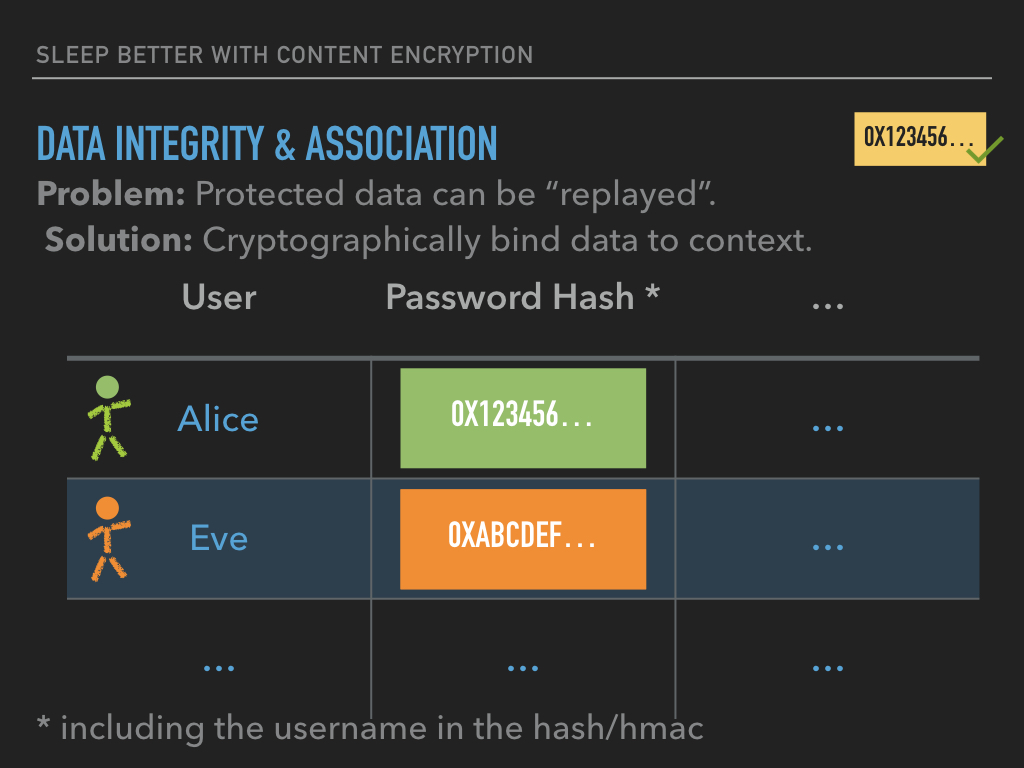 SLEEP BETTER WITH CONTENT ENCRYPTION
DATA INTEGRITY & ASSOCIATION
0X123456...
Problem: Protected data can be “replayed”.
Solution: Cryptographically bind data to context.
User Password Hash * ...
Alice 0X123456... ...
Eve 0XABCDEF... ...
... ... ...
* including the username in the hash/hmac